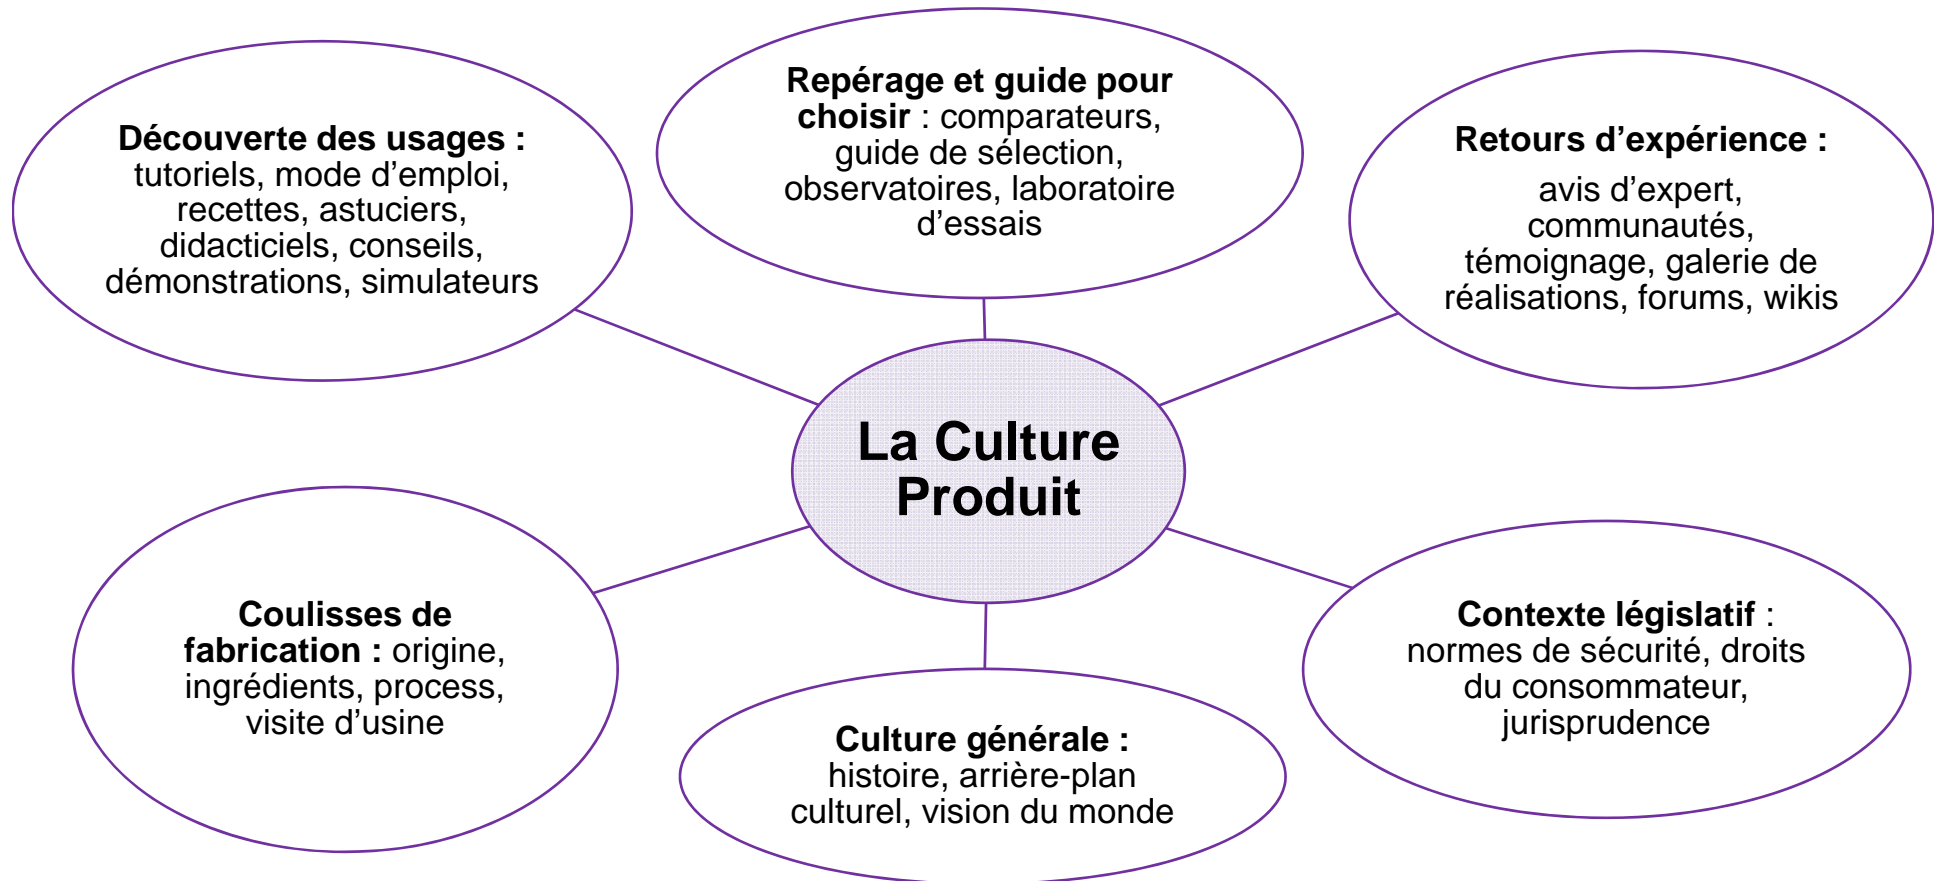 Découverte des usages :
tutoriels, mode d’emploi,
recettes, astuciers,
didacticiels, conseils,
démonstrations, simulateurs
Repérage et guide pour
choisir : comparateurs,
guide de sélection,
observatoires, laboratoire
d’essais
Retours d’expérience :
avis d’expert,
communautés,
témoignage, galerie de
réalisations, forums, wikis
La Culture
Produit
Coulisses de
fabrication : origine,
ingrédients, process,
visite d’usine
Culture générale :
histoire, arrière-plan
culturel, vision du monde
Contexte législatif :
normes de sécurité, droits
du consommateur,
jurisprudence